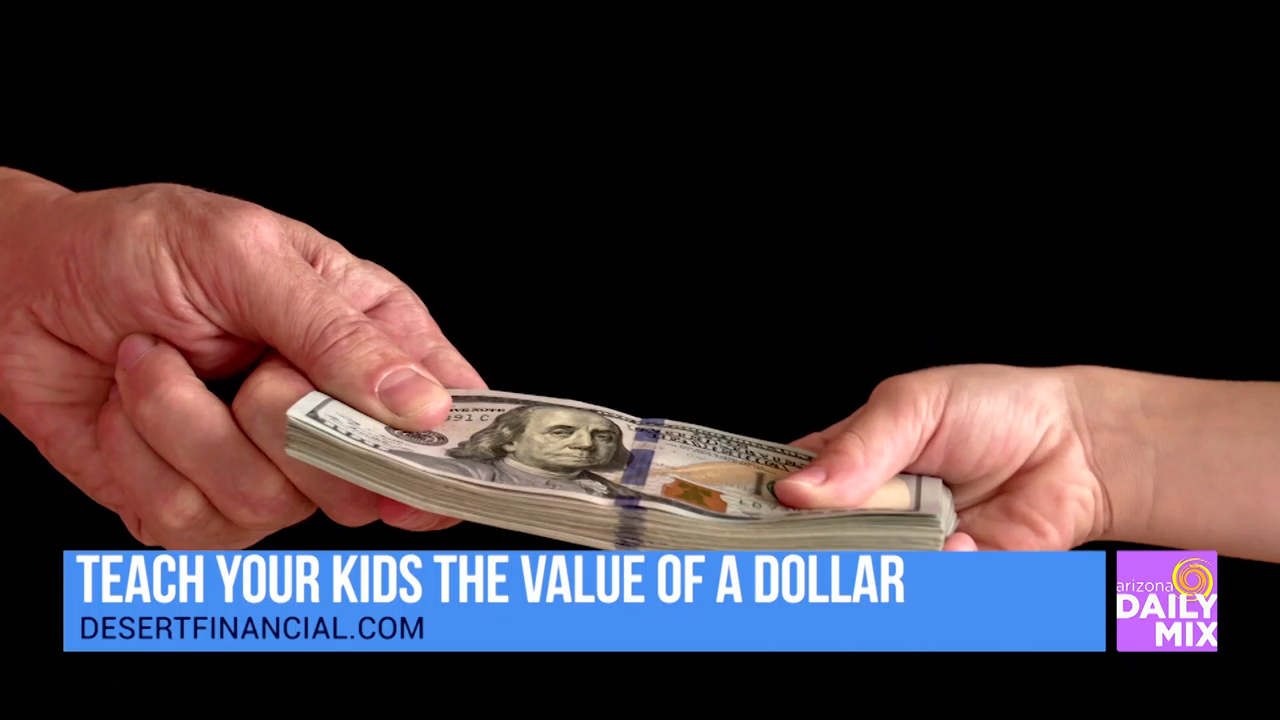 TEACH YOUR KIDS THE VALUE OF A DOLLAR
DESERTFINANCIAL.COM
arizona
DAILY
MIX